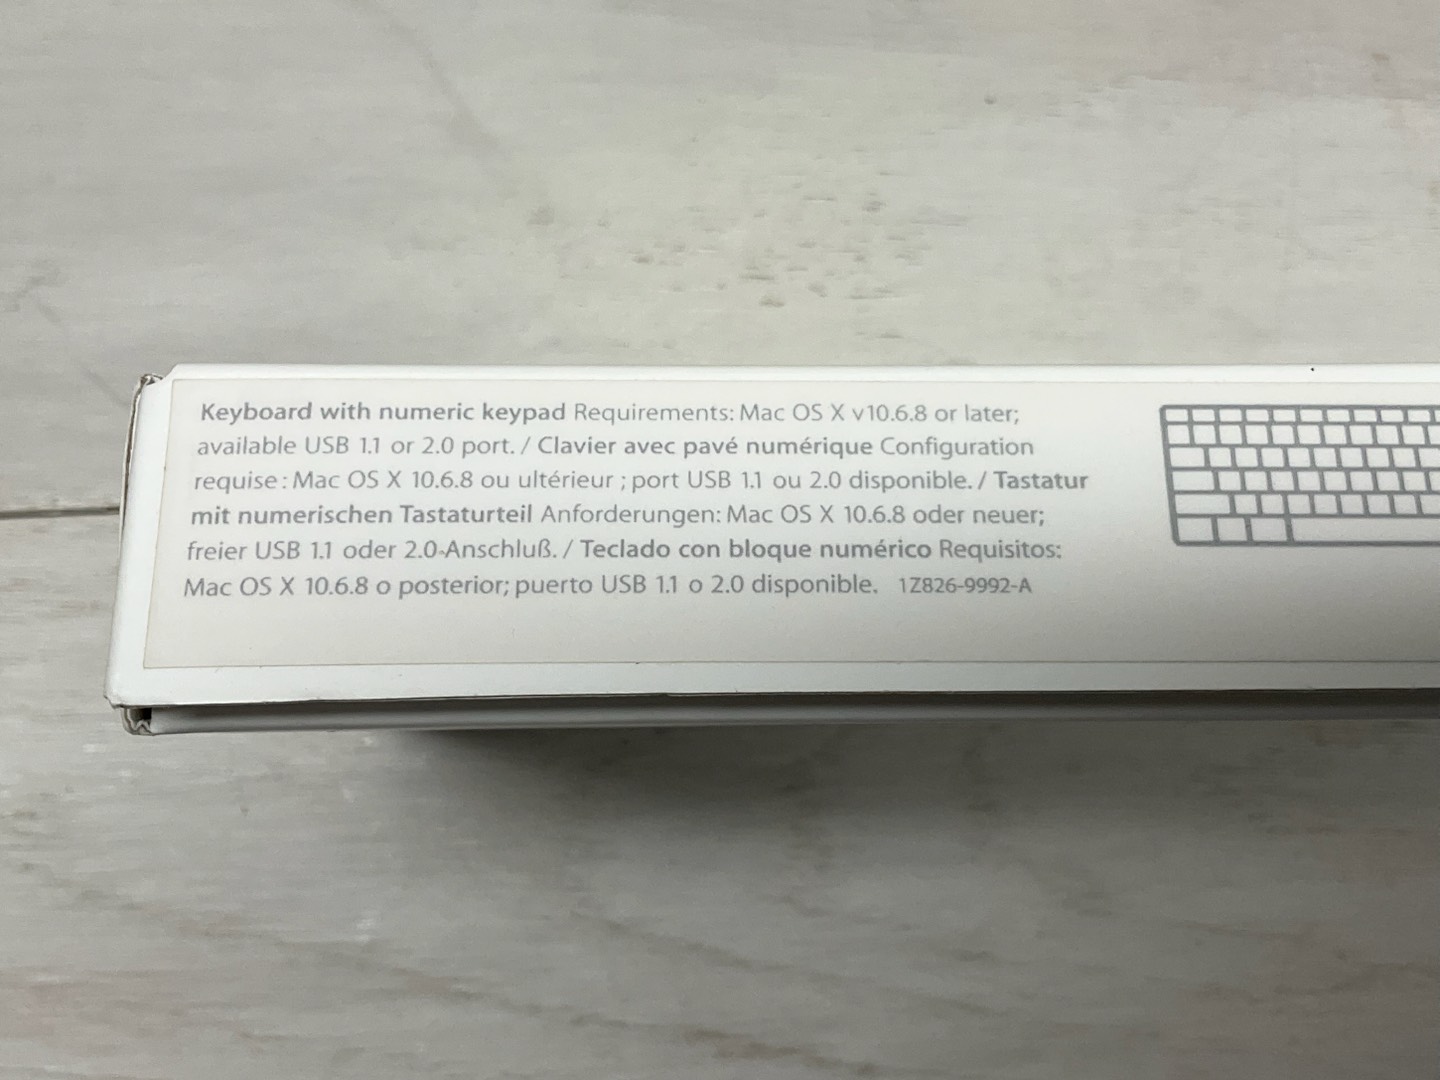 Keyboard with numeric keypad Requirements: Mac OS X v10.6.8 or later;
available USB 1.1 or 2.0 port. / Clavier avec pavé numérique Configuration
requise : Mac OS X 10.6.8 ou ultérieur ; port USB 1.1 ou 2.0 disponible. / Tastatur
mit numerischen Tastaturteil Anforderungen: Mac OS X 10.6.8 oder neuer;
freier USB 1.1 oder 2.0-Anschluß. / Teclado con bloque numérico Requisitos:
Mac OS X 10.6.8 o posterior; puerto USB 1.1 o 2.0 disponible. 1Z826-9992-A